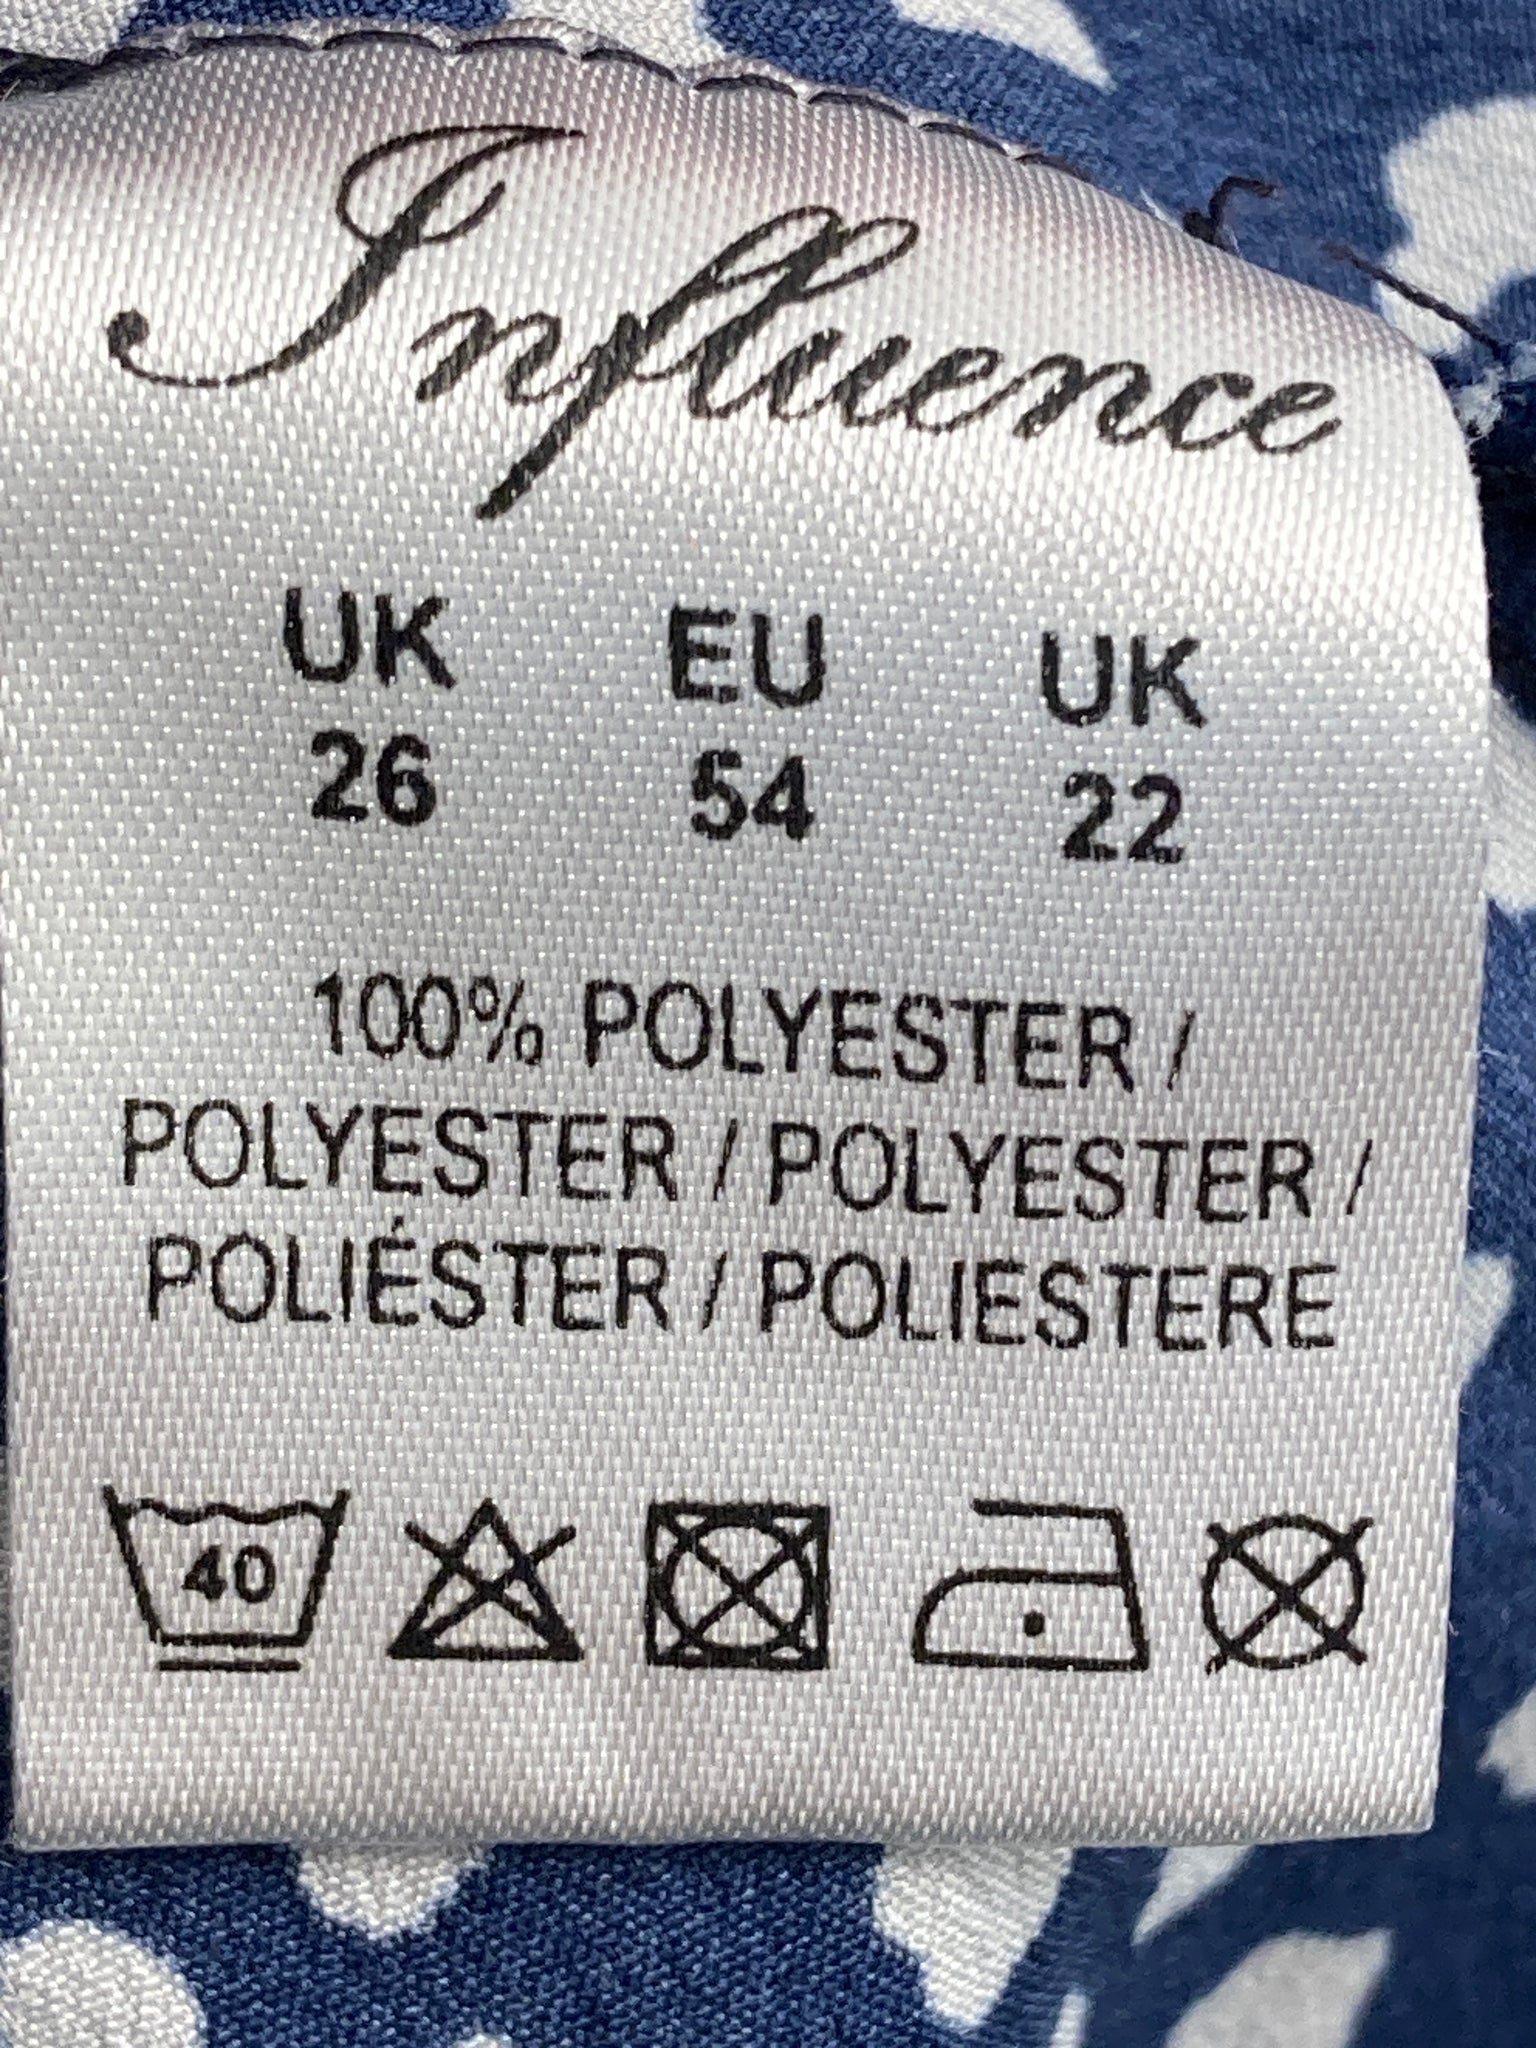 Influence
UK EU UK
26 54 22
100% POLYESTER /
POLYESTER / POLYESTER /
POLIÉSTER / POLIESTERE
40